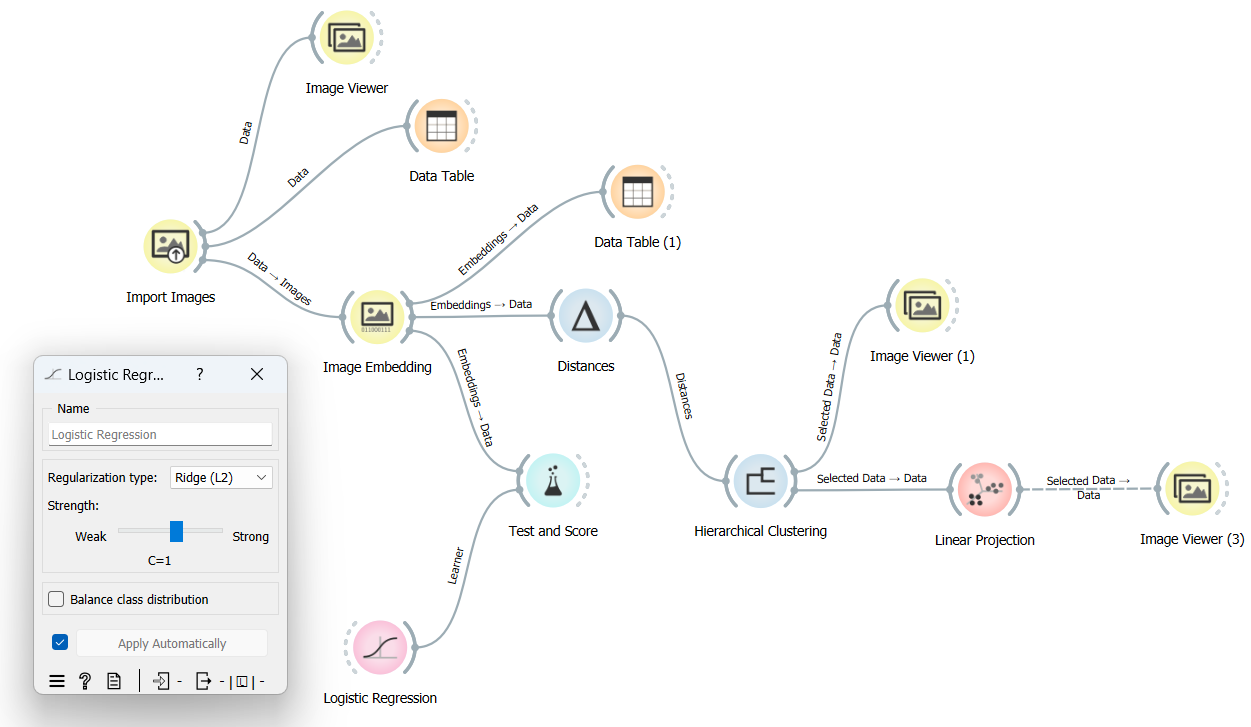 Image Viewer
Data
Data Table
Data
Data Table (1)
Embeddings → Data
Import Images
Data → Images
Embeddings → Data
Image Embedding
Distances
Image Viewer (1)
Embeddings → Data
Distances
Selected Data → Data
Logistic Regr...
?
Name
Logistic Regression
Regularization type:
Ridge (L2)
Strength:
Weak
Strong
C=1
Balance class distribution
Apply Automatically
? - - | L | -
Test and Score
Hierarchical Clustering
Selected Data → Data
Linear Projection
Selected Data →
Data
Image Viewer (3)
Learner
Logistic Regression
011000111